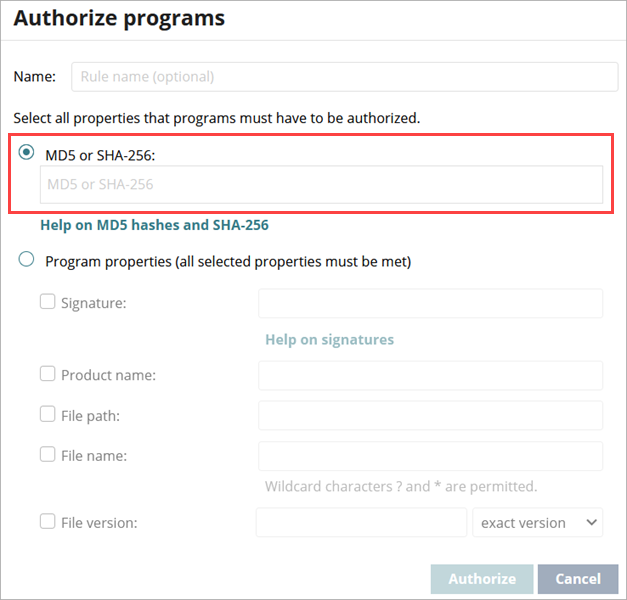 Authorize programs
Name: Rule name (optional)
Select all properties that programs must have to be authorized.
MD5 or SHA-256:
MD5 or SHA-256
Help on MD5 hashes and SHA-256
Program properties (all selected properties must be met)
Signature:
Help on signatures
Product name:
File path:
File name:
Wildcard characters ? and * are permitted.
File version: exact version
Authorize Cancel